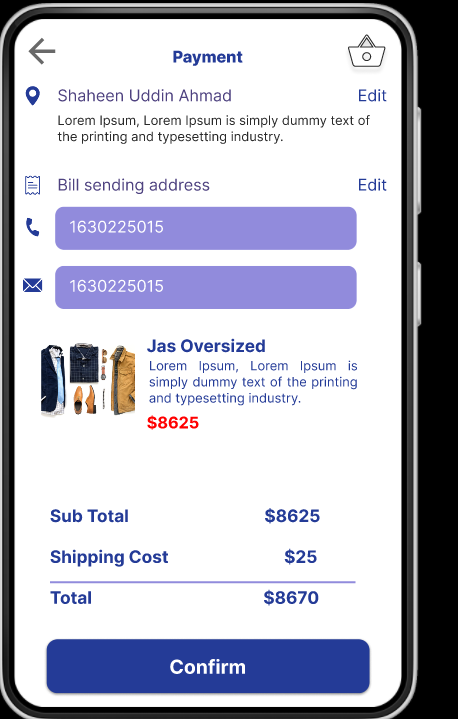 Payment
Shaheen Uddin Ahmad Edit
Lorem Ipsum, Lorem Ipsum is simply dummy text of
the printing and typesetting industry.
Bill sending address Edit
1630225015
1630225015
Jas Oversized
Lorem Ipsum, Lorem Ipsum is
simply dummy text of the printing
and typesetting industry.
$8625
Sub Total $8625
Shipping Cost $25
Total $8670
Confirm